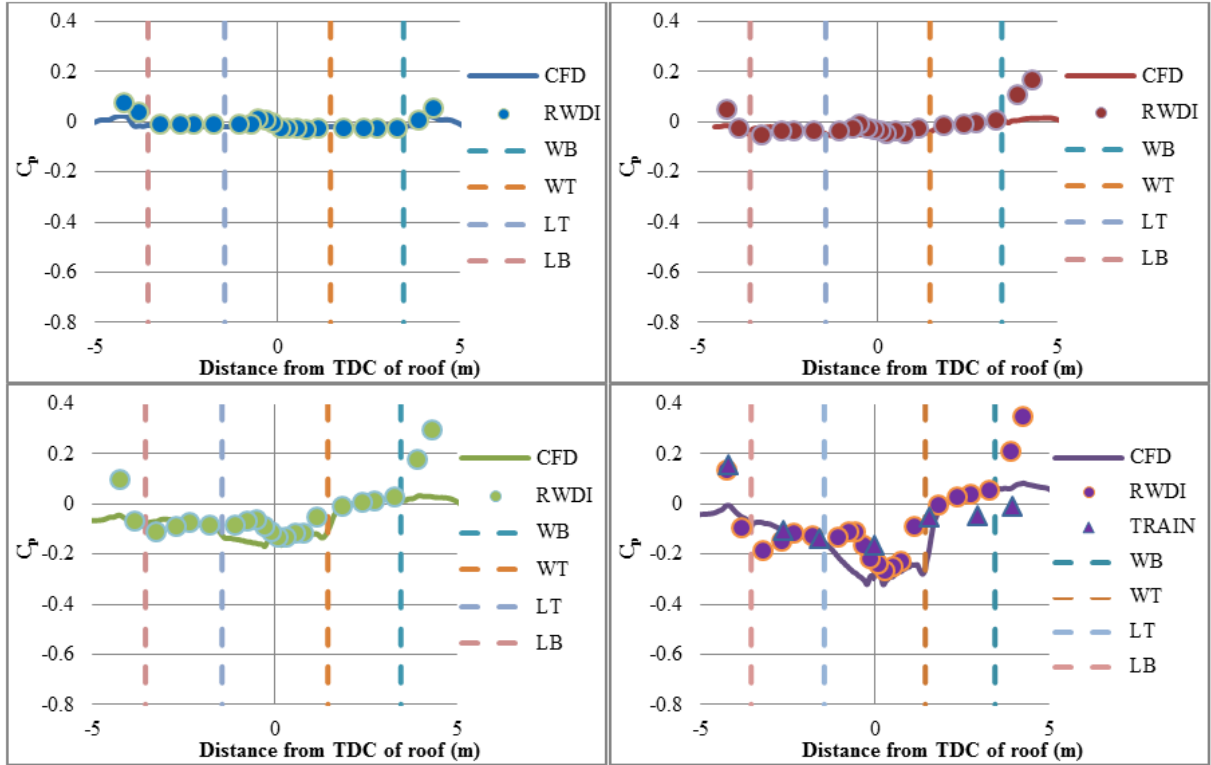 0.4
0.2
0
-0.2
-0.4
-0.6
-0.8
Cp
-5 0 5
Distance from TDC of roof (m)
CFD
RWDI
WB
WT
LT
LB
0.4
0.2
0
-0.2
-0.4
-0.6
-0.8
Cp
-5 0 5
Distance from TDC of roof (m)
CFD
RWDI
WB
WT
LT
LB
0.4
0.2
0
-0.2
-0.4
-0.6
-0.8
Cp
-5 0 5
Distance from TDC of roof (m)
CFD
RWDI
WB
WT
LT
LB
0.4
0.2
0
-0.2
-0.4
-0.6
-0.8
Cp
-5 0 5
Distance from TDC of roof (m)
CFD
RWDI
TRAIN
WB
WT
LT
LB